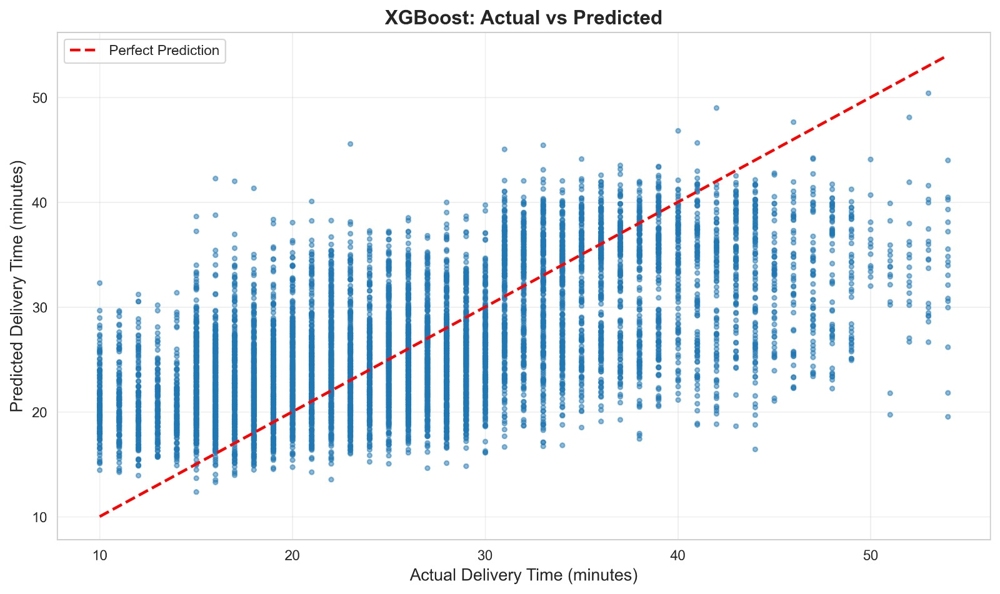 XGBoost: Actual vs Predicted
Perfect Prediction
Predicted Delivery Time (minutes)
50
40
30
20
10
10 20 30 40 50
Actual Delivery Time (minutes)